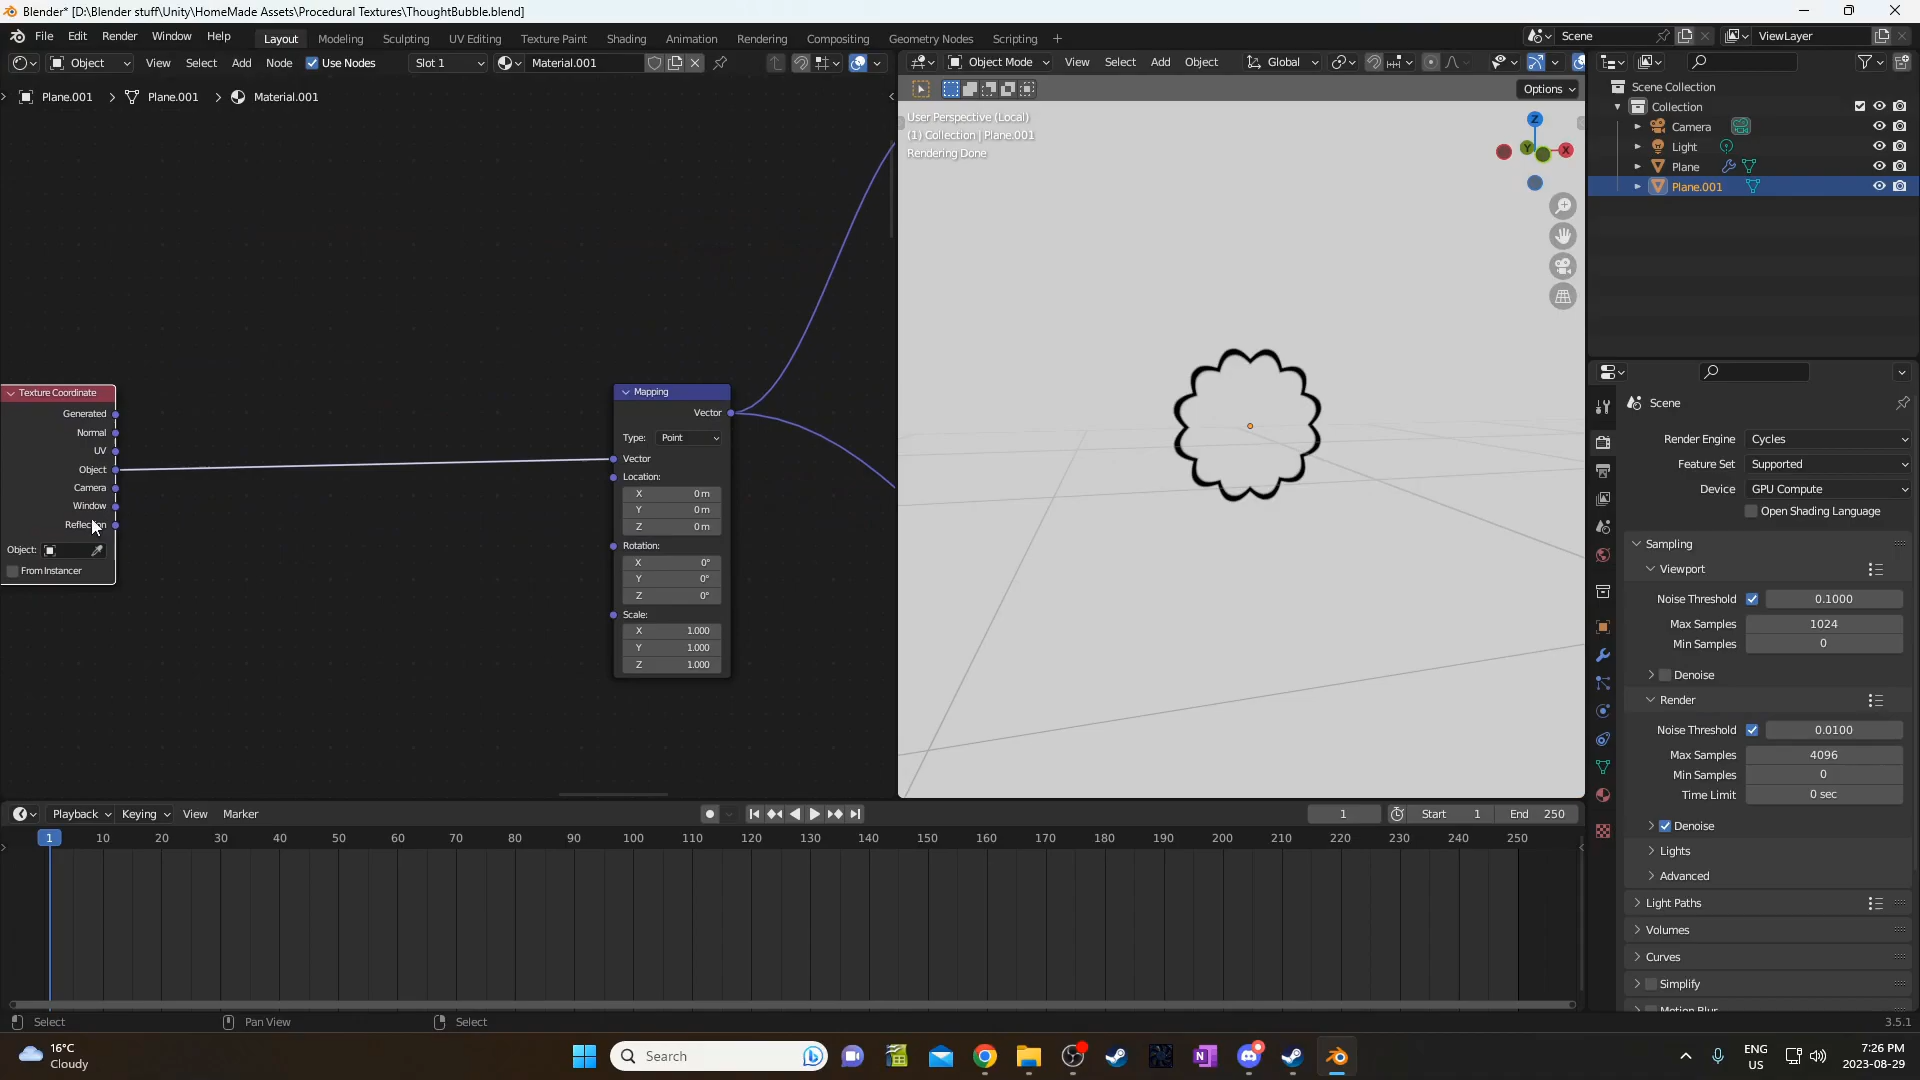 Blender* [D:\Blender stuff\Unity\HomeMade Assets\Procedural Textures\ThoughtBubble.blend]
File Edit Render Window Help Layout Modeling Sculpting UV Editing Texture Paint Shading Animation Rendering Compositing Geometry Nodes Scripting + Scene ViewLayer
Object View Select Add Node Use Nodes Slot 1 Material.001
Object Mode View Select Add Object Global
Plane.001 > Plane.001 > Material.001
Options
User Perspective (Local)
(1) Collection | Plane.001
Rendering Done
Z
Y
X
Scene Collection
Collection
Camera
Light
Plane
Plane.001
Texture Coordinate
Generated
Normal
UV
Object
Camera
Window
Reflection
Object:
From Instancer
Mapping
Vector
Type: Point
Vector
Location:
X 0 m
Y 0 m
Z 0 m
Rotation:
X 0°
Y 0°
Z 0°
Scale:
X 1.000
Y 1.000
Z 1.000
Scene
Render Engine Cycles
Feature Set Supported
Device GPU Compute
Open Shading Language
Sampling
Viewport
Noise Threshold 0.1000
Max Samples 1024
Min Samples 0
Denoise
Render
Noise Threshold 0.0100
Max Samples 4096
Min Samples 0
Time Limit 0 sec
Denoise
Lights
Advanced
Light Paths
Volumes
Curves
Simplify
Motion Blur
Playback Keying View Marker 1 Start 1 End 250
1 10 20 30 40 50 60 70 80 90 100 110 120 130 140 150 160 170 180 190 200 210 220 230 240 250
Select Pan View Select 3.5.1
16°C
Cloudy
Search
ENG
US
7:26 PM
2023-08-29